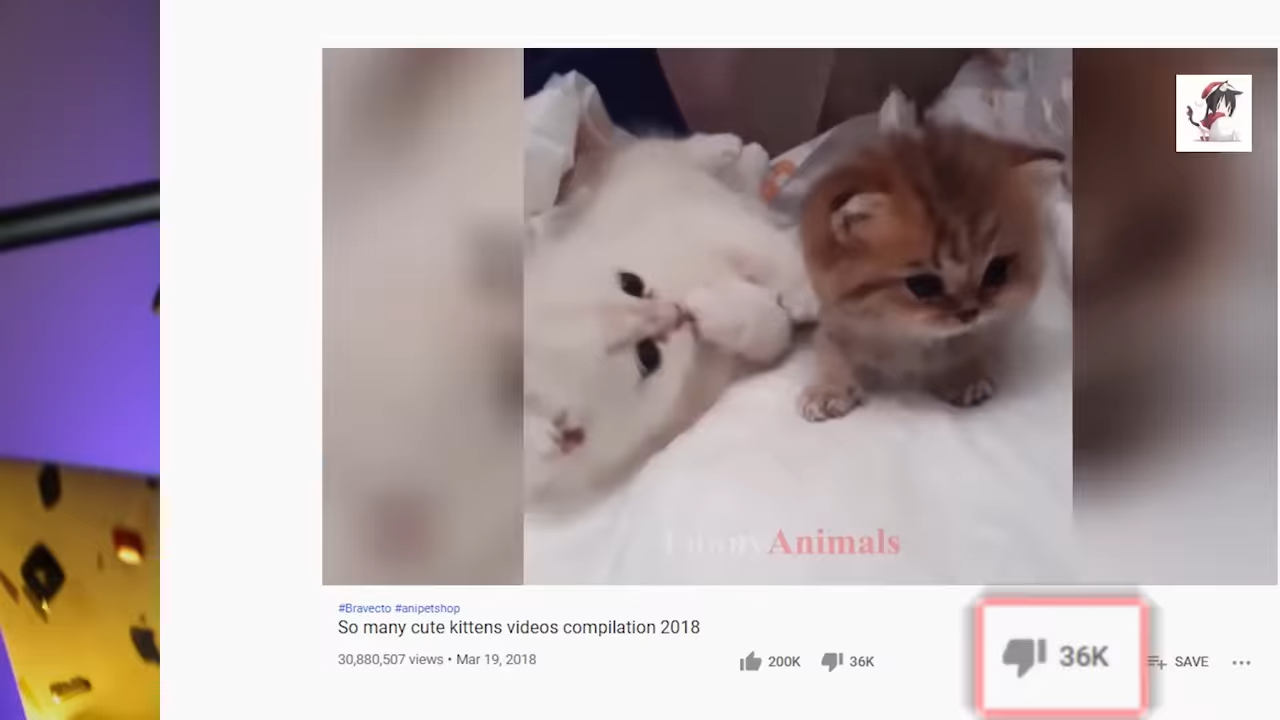 Animals
#Bravecto #anipetshop
So many cute kittens videos compilation 2018
30,880,507 views • Mar 19, 2018
200K 36K
36K
SAVE